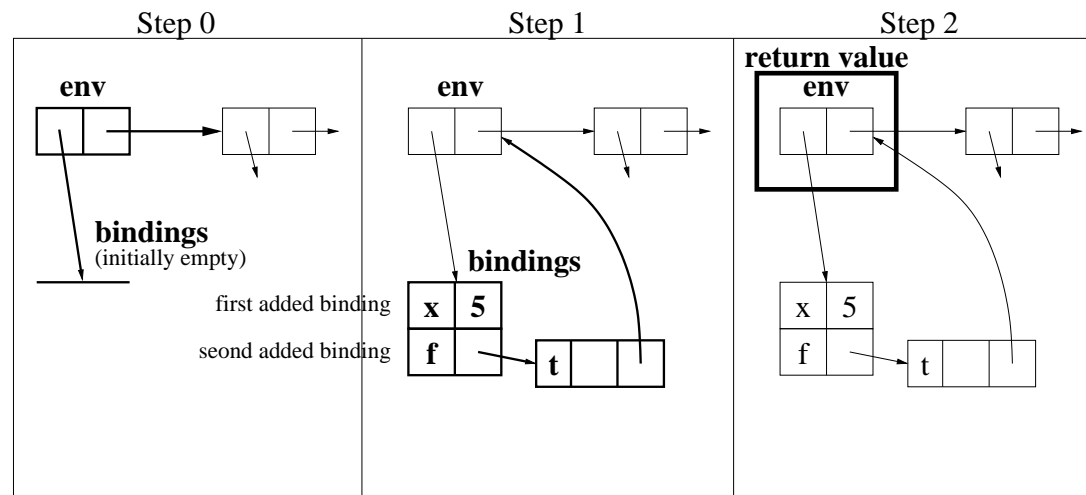 Step 0
Step 1
Step 2
env
bindings
(initially empty)
env
bindings
first added binding
x 5
seond added binding
f
t
return value
env
x 5
f
t